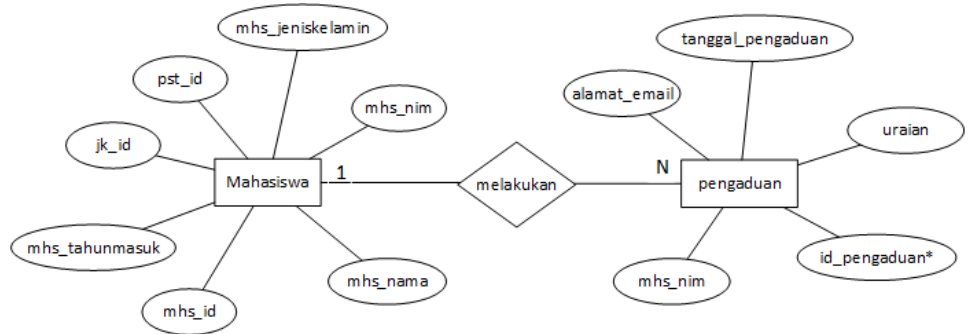 mhs_jeniskelamin
tanggal_pengaduan
pst_id
alamat_email
mhs_nim
uraian
jk_id
Mahasiswa
1
melakukan
N
pengaduan
mhs_tahunmasuk
id_pengaduan*
mhs_nama
mhs_nim
mhs_id